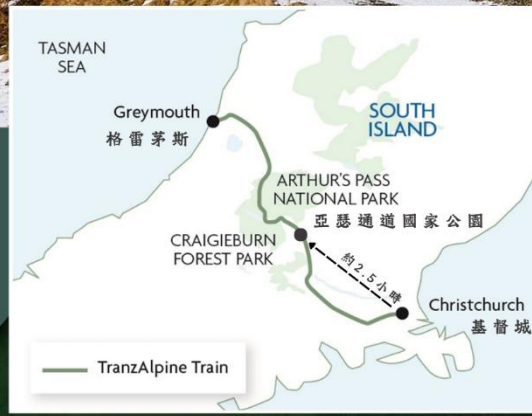 TASMAN
SEA
Greymouth
格雷茅斯
SOUTH
ISLAND
ARTHUR'S PASS
NATIONAL PARK
亞瑟通道國家公園
CRAIGIEBURN
FOREST PARK
約2.5小時
Christchurch
基督城
TranzAlpine Train